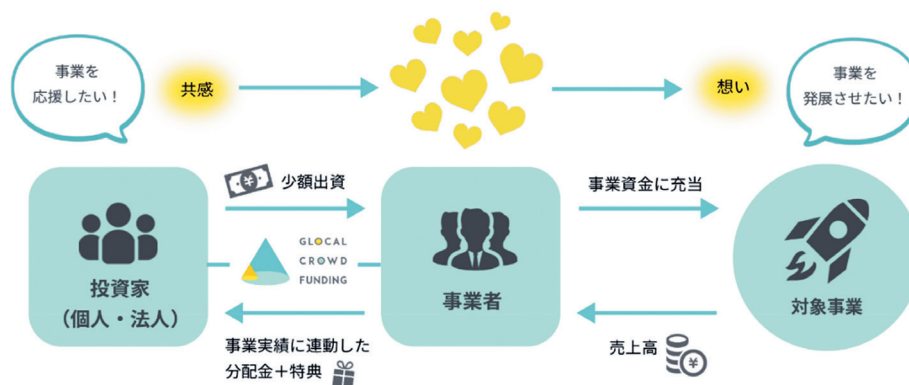 事業を
応援したい！
共感
想い
事業を
発展させたい！
少額出資
事業資金に充当
GLOCAL
CROWD
FUNDING
投資家
（個人・法人）
事業者
対象事業
事業実績に連動した
分配金＋特典
売上高
¥
¥